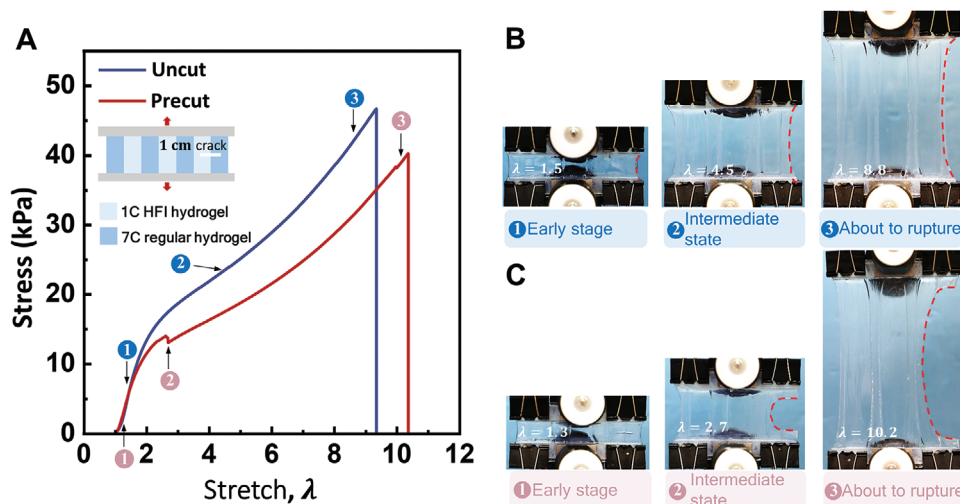 A
50
40
30
20
10
0
Stress (kPa)
Uncut
Precut
1 cm crack
1C HFI hydrogel
7C regular hydrogel
1
2
3
1
2
3
0 2 4 6 8 10 12
Stretch, λ
B
λ = 1.5
λ = 4.5
λ = 8.8
1 Early stage
2 Intermediate
state
3 About to rupture
C
λ = 1.3
λ = 2.7
λ = 10.2
1 Early stage
2 Intermediate
state
3 About to rupture